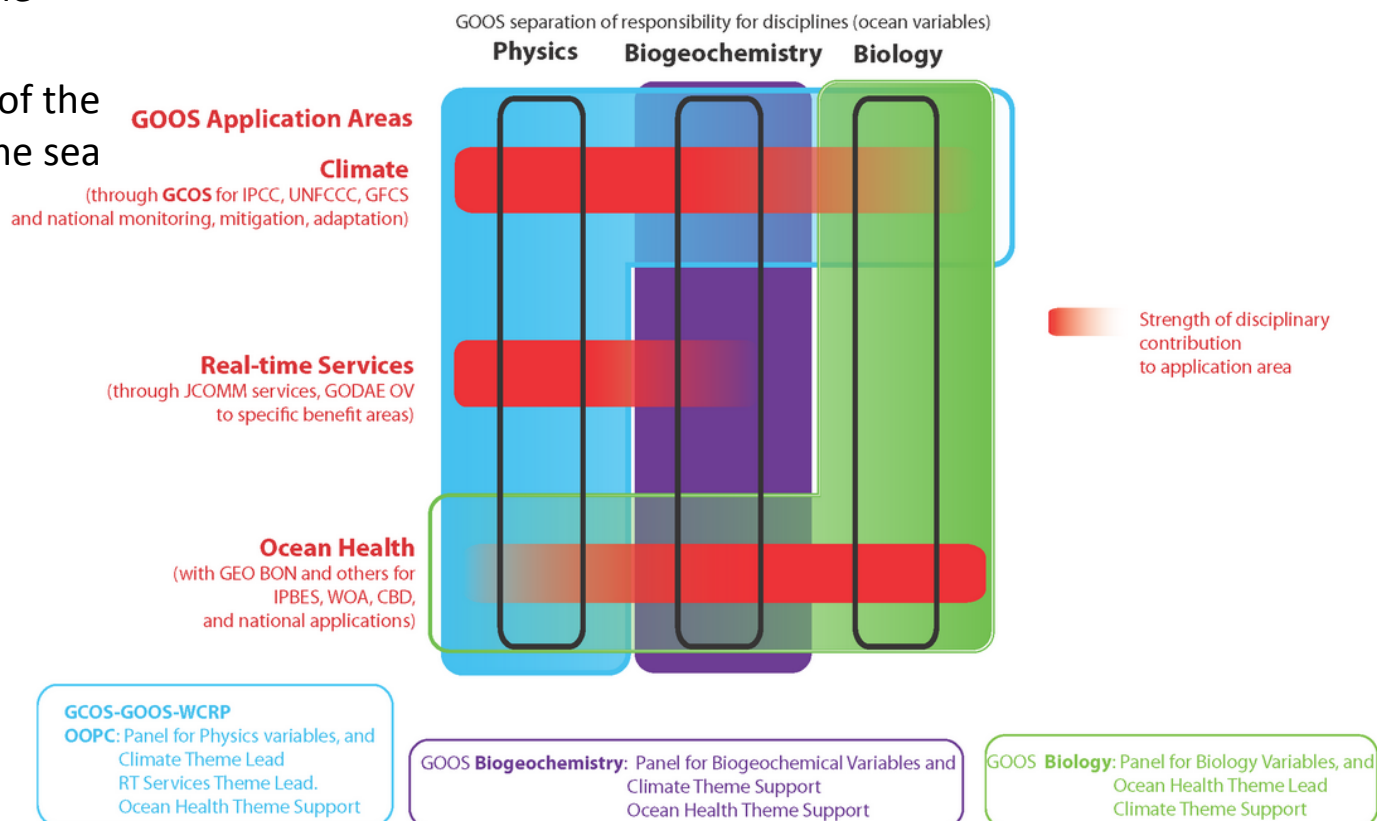 of the
ne sea
GOOS separation of responsibility for disciplines (ocean variables)
Physics Biogeochemistry Biology
GOOS Application Areas
Climate
(through GCOS for IPCC, UNFCCC, GFCS
and national monitoring, mitigation, adaptation)
Real-time Services
(through JCOMM services, GODAE OV
to specific benefit areas)
Ocean Health
(with GEO BON and others for
IPBES, WOA, CBD,
and national applications)
Strength of disciplinary
contribution
to application area
GCOS-GOOS-WCRP
OOPC: Panel for Physics variables, and
Climate Theme Lead
RT Services Theme Lead.
Ocean Health Theme Support
GOOS Biogeochemistry: Panel for Biogeochemical Variables and
Climate Theme Support
Ocean Health Theme Support
GOOS Biology: Panel for Biology Variables, and
Ocean Health Theme Lead
Climate Theme Support